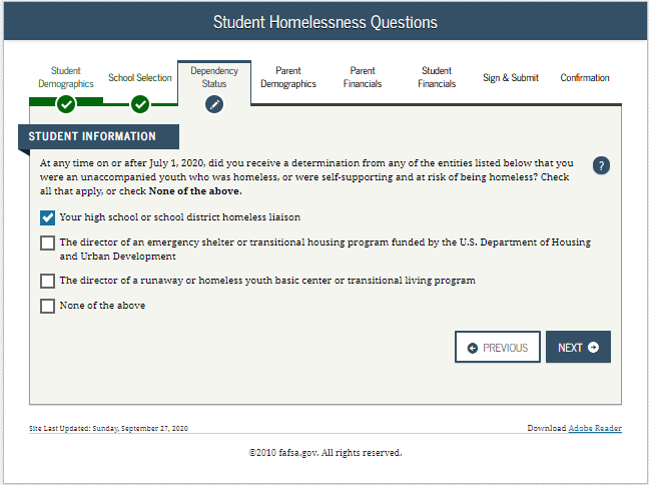 Student Homelessness Questions
Student Demographics
School Selection
Dependency Status
Parent Demographics
Parent Financials
Student Financials
Sign & Submit
Confirmation
STUDENT INFORMATION
At any time on or after July 1, 2020, did you receive a determination from any of the entities listed below that you
were an unaccompanied youth who was homeless, or were self-supporting and at risk of being homeless? Check
all that apply, or check None of the above.
?
Your high school or school district homeless liaison
The director of an emergency shelter or transitional housing program funded by the U.S. Department of Housing
and Urban Development
The director of a runaway or homeless youth basic center or transitional living program
None of the above
PREVIOUS
NEXT
Site Last Updated: Sunday, September 27, 2020
Download Adobe Reader
©2010 fafsa.gov. All rights reserved.